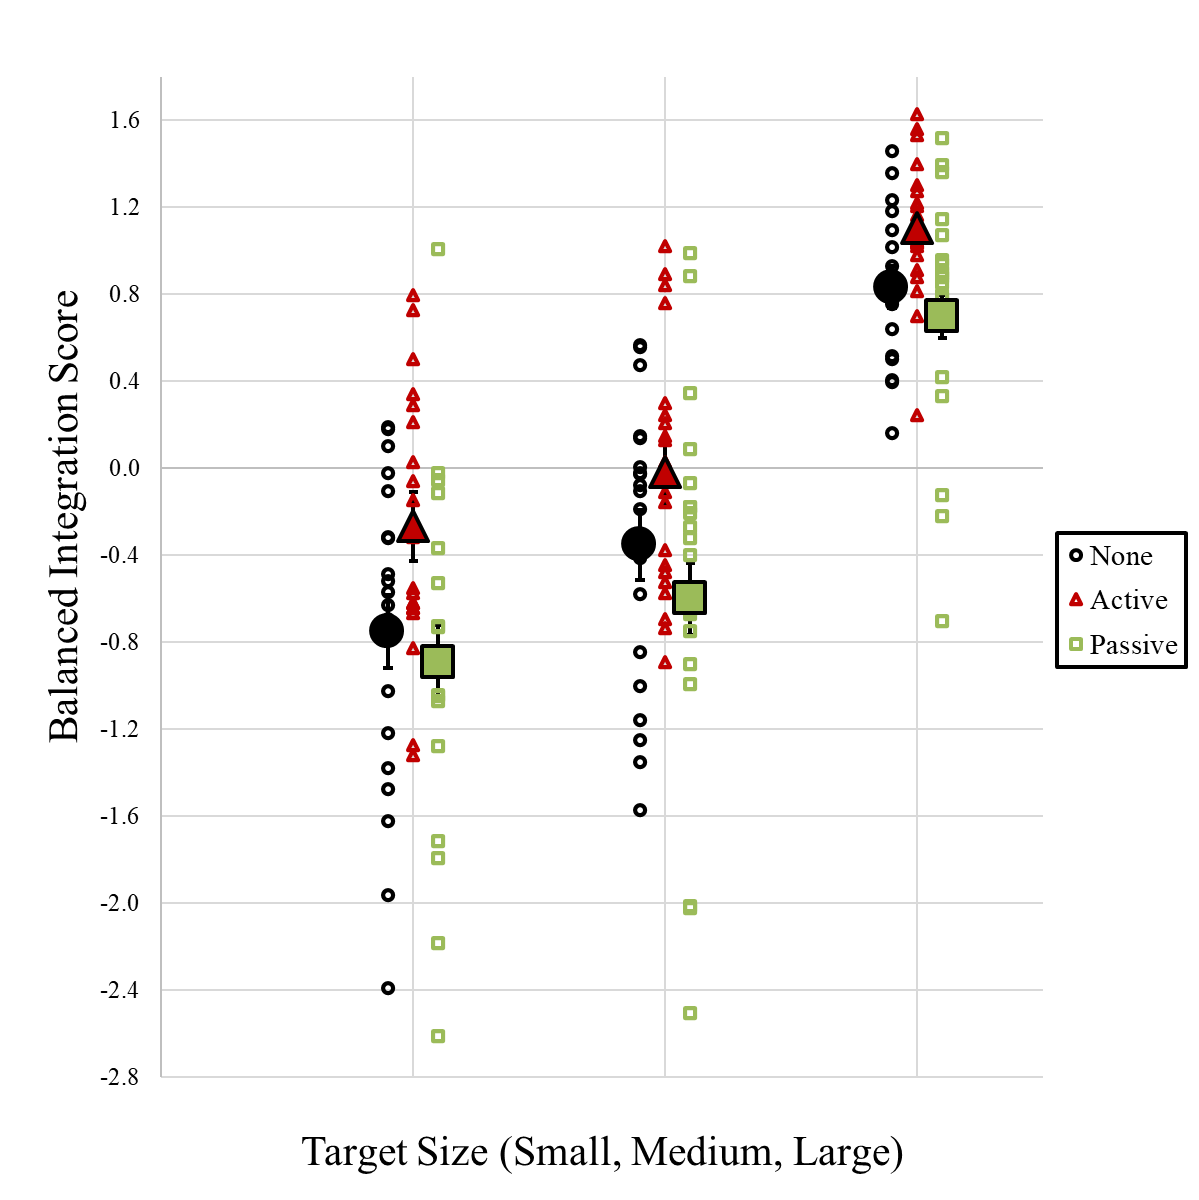 1.6
1.2
0.8
0.4
0.0
-0.4
-0.8
-1.2
-1.6
-2.0
-2.4
-2.8
Balanced Integration Score
Target Size (Small, Medium, Large)
None
Active
Passive